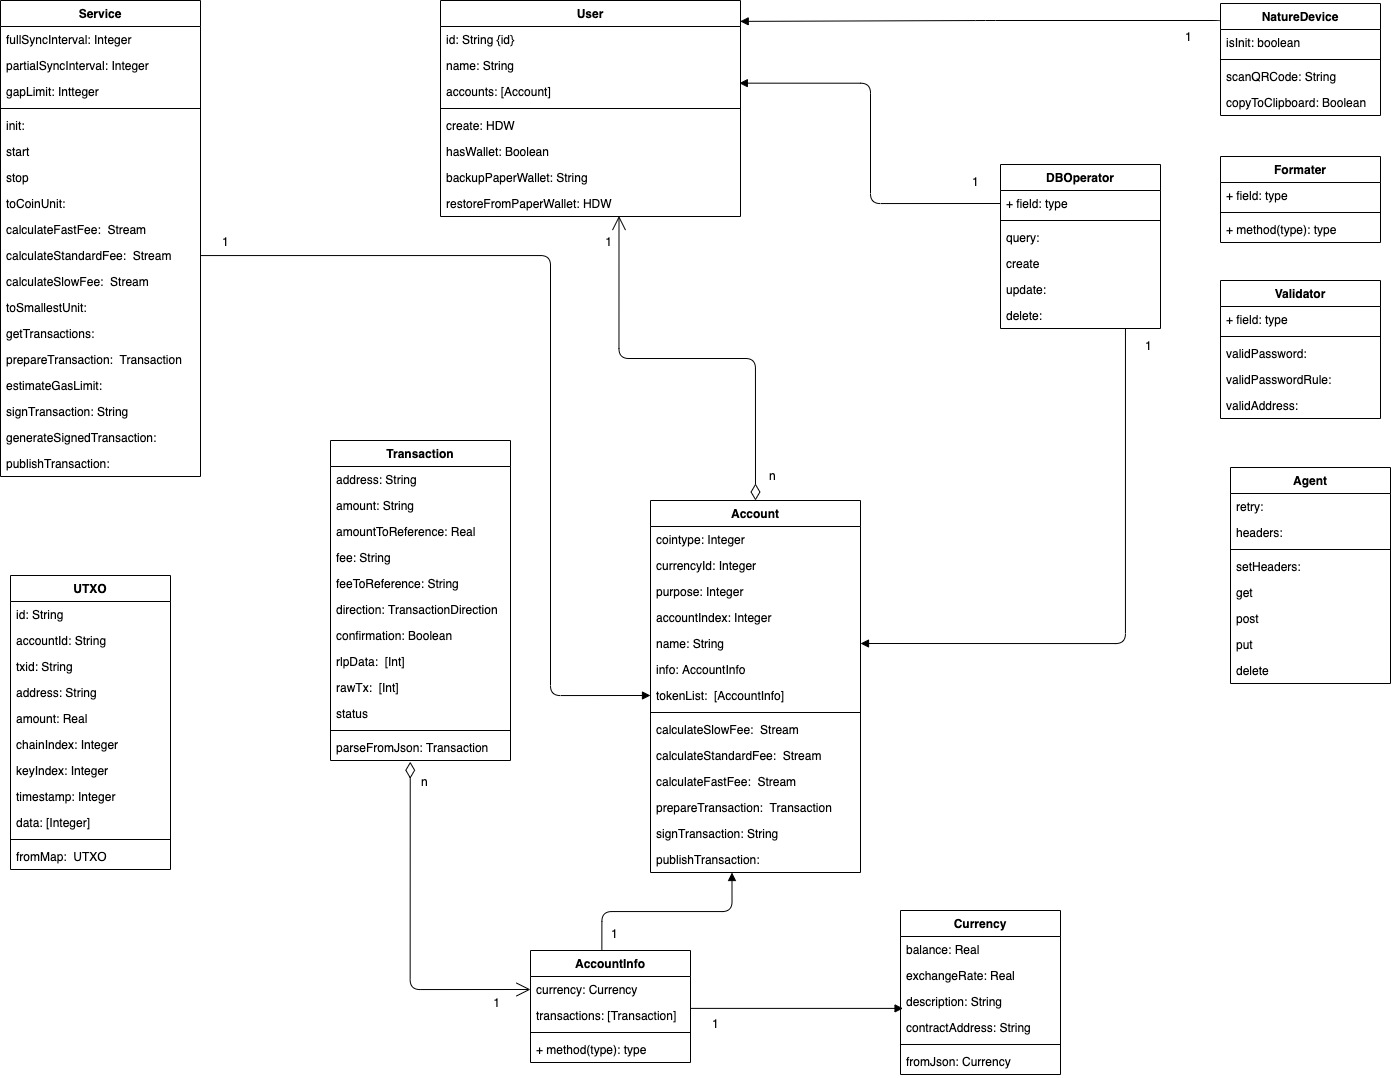 Service
fullSyncInterval: Integer
partialSyncInterval: Integer
gapLimit: Intteger
init:
start
stop
toCoinUnit:
calculateFastFee:  Stream
calculateStandardFee:  Stream
calculateSlowFee:  Stream
toSmallestUnit:
getTransactions:
prepareTransaction:  Transaction
estimateGasLimit:
signTransaction: String
generateSignedTransaction:
publishTransaction:
1
User
id: String {id}
name: String
accounts: [Account]
create: HDW
hasWallet: Boolean
backupPaperWallet: String
restoreFromPaperWallet: HDW
1
NatureDevice
isInit: boolean
scanQRCode: String
copyToClipboard: Boolean
1
DBOperator
+ field: type
query:
create
update:
delete:
1
1
Formater
+ field: type
+ method(type): type
Validator
+ field: type
validPassword:
validPasswordRule:
validAddress:
Agent
retry:
headers:
setHeaders:
get
post
put
delete
Transaction
address: String
amount: String
amountToReference: Real
fee: String
feeToReference: String
direction: TransactionDirection
confirmation: Boolean
rlpData:  [Int]
rawTx:  [Int]
status
parseFromJson: Transaction
n
n
Account
cointype: Integer
currencyId: Integer
purpose: Integer
accountIndex: Integer
name: String
info: AccountInfo
tokenList:  [AccountInfo]
calculateSlowFee:  Stream
calculateStandardFee:  Stream
calculateFastFee:  Stream
prepareTransaction:  Transaction
signTransaction: String
publishTransaction:
UTXO
id: String
accountId: String
txid: String
address: String
amount: Real
chainIndex: Integer
keyIndex: Integer
timestamp: Integer
data: [Integer]
fromMap:  UTXO
1
1
AccountInfo
currency: Currency
transactions: [Transaction]
+ method(type): type
1
Currency
balance: Real
exchangeRate: Real
description: String
contractAddress: String
fromJson: Currency